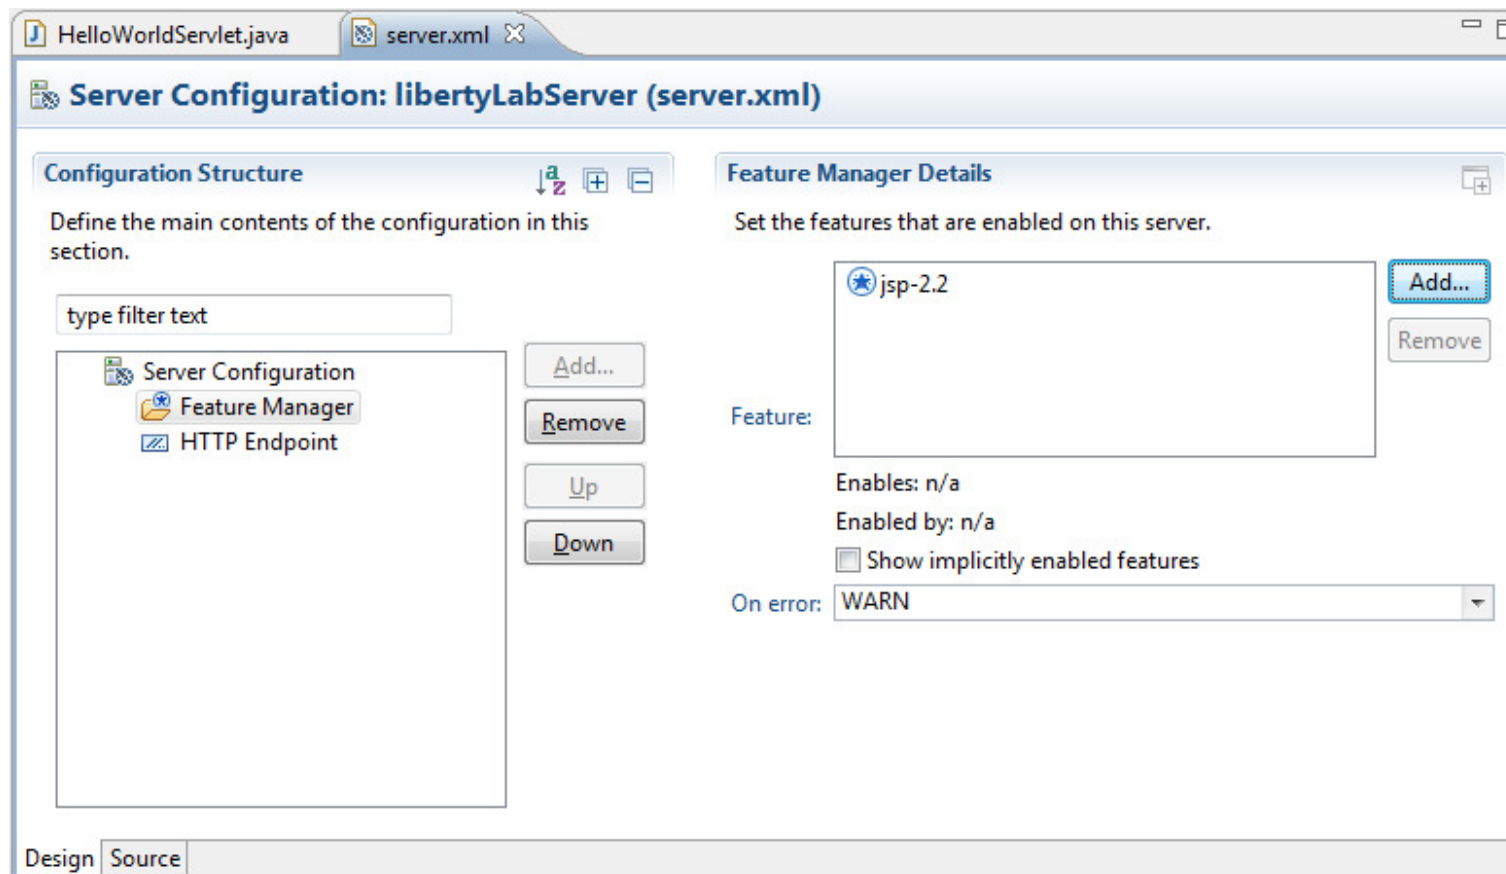 HelloWorldServlet.java
server.xml
Server Configuration: libertyLabServer (server.xml)
Configuration Structure
Define the main contents of the configuration in this
section.
type filter text
Server Configuration
Feature Manager
HTTP Endpoint
Add...
Remove
Up
Down
Feature Manager Details
Set the features that are enabled on this server.
Feature:
jsp-2.2
Add...
Remove
Enables: n/a
Enabled by: n/a
Show implicitly enabled features
On error: WARN
Design Source